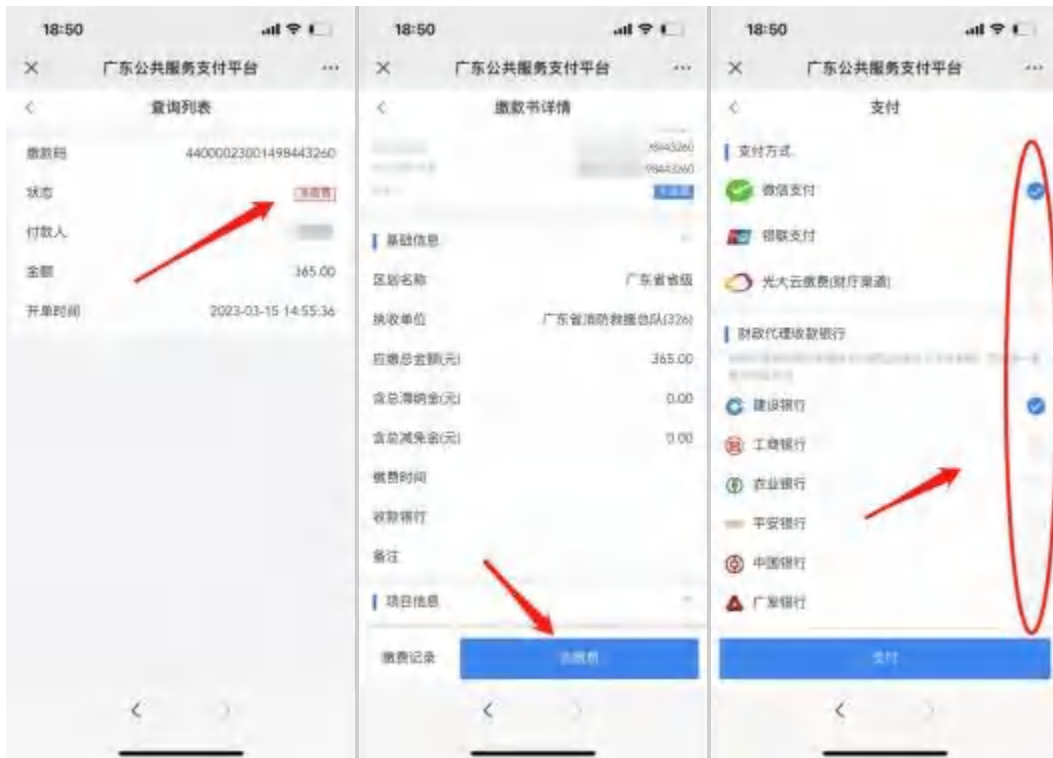 18:50
广东公共服务支付平台
查询列表
缴款码 44000023001498443260
状态
付款人
金额 365.00
开单时间 2023-03-15 14:55:36
18:50
广东公共服务支付平台
缴款书详情
98443260
98443260
基础信息
区划名称 广东省省级
执收单位 广东省消防救援总队(326)
应缴总金额(元) 365.00
含总滞纳金(元) 0.00
含总减免金(元) 0.00
缴费时间
收款银行
备注
项目信息
缴费记录 去缴费
18:50
广东公共服务支付平台
支付
支付方式
微信支付
银联支付
光大云缴费(财厅渠道)
财政代理收款银行
建设银行
工商银行
农业银行
平安银行
中国银行
广发银行
支付